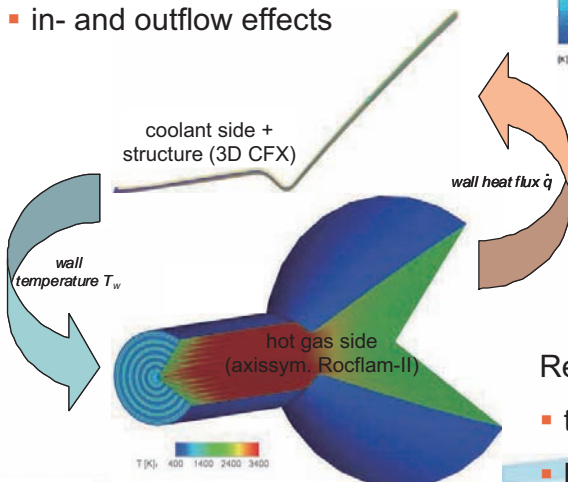 ▪ in- and outflow effects
coolant side +
structure (3D CFX)
wall heat flux q̇
wall
temperature T_w
hot gas side
(axissym. Rocflam-II)
T [K]
400 1400 2400 3400
Re
▪ t